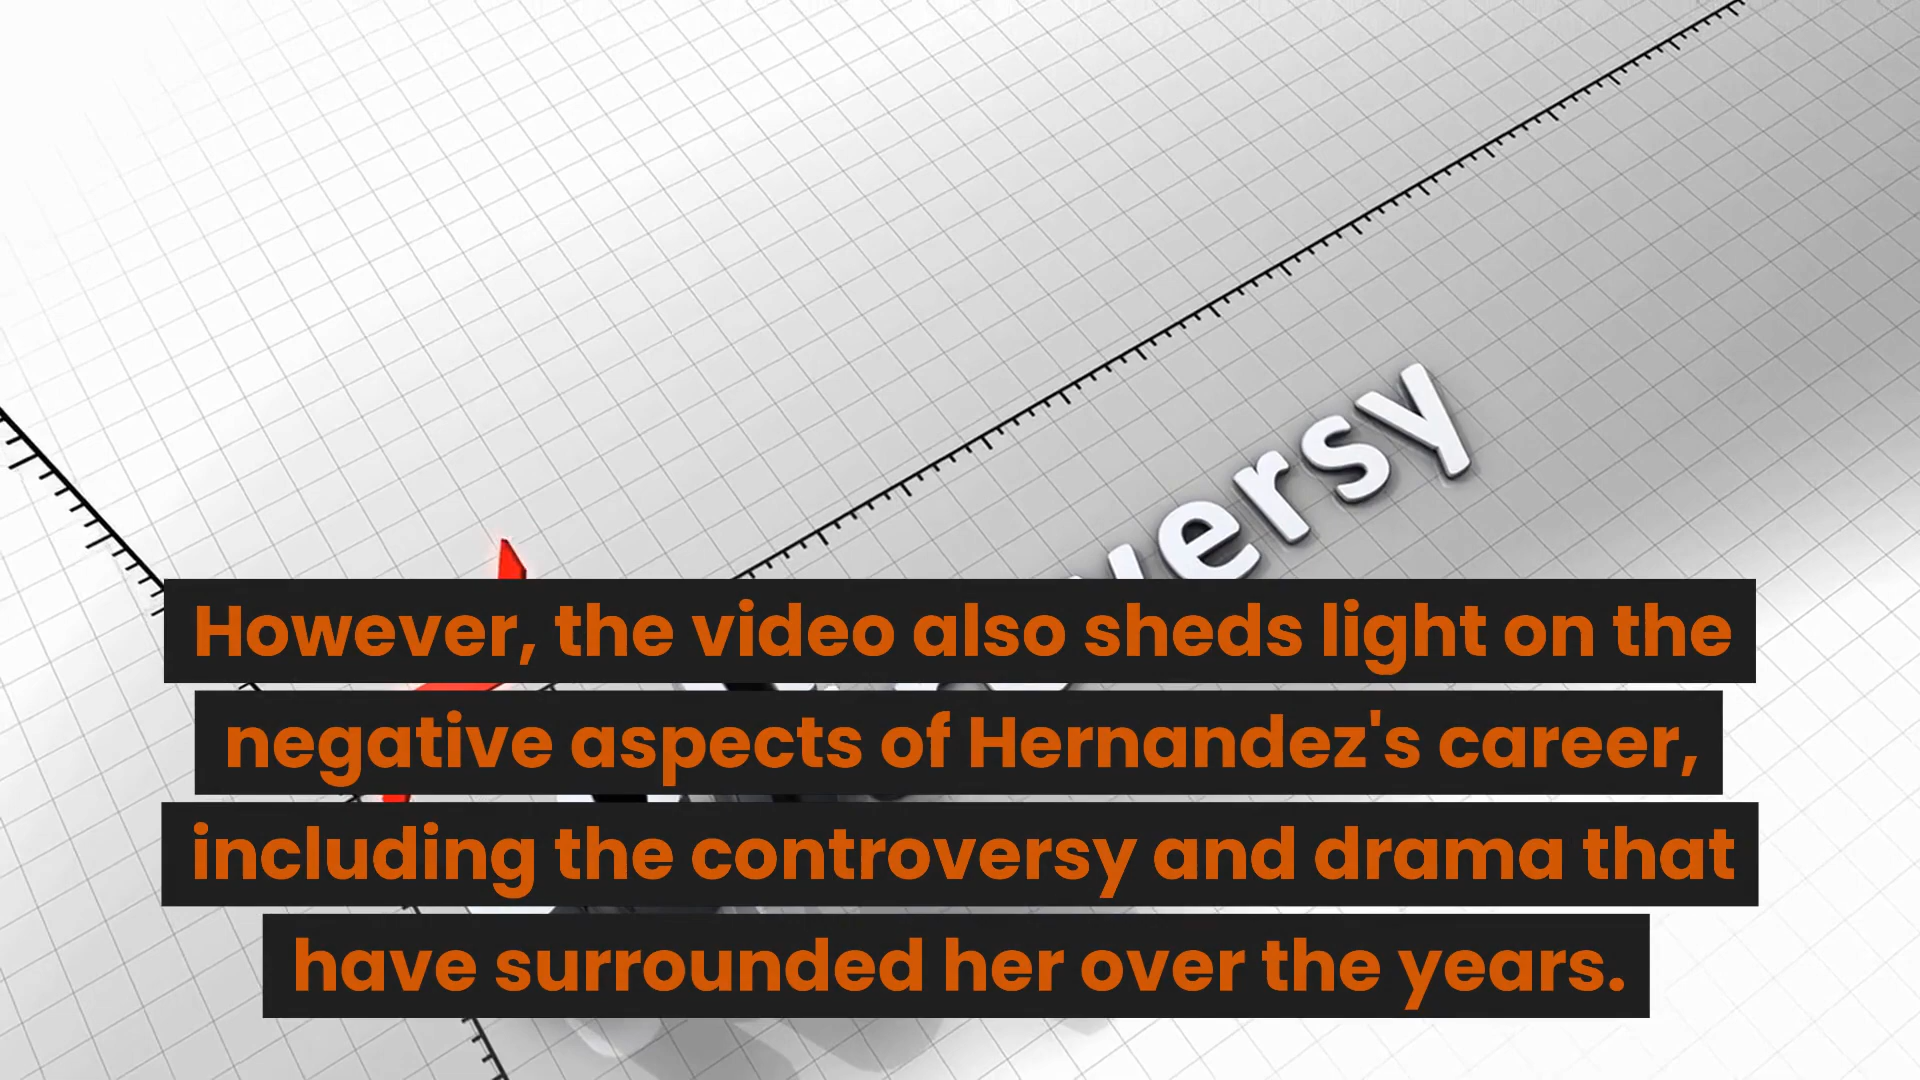 versy
However, the video also sheds light on the
negative aspects of Hernandez's career,
including the controversy and drama that
have surrounded her over the years.